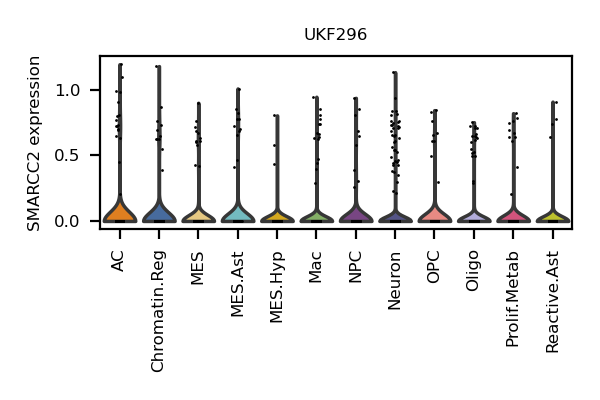 UKF296
SMARCC2 expression
1.0
0.5
0.0
AC
Chromatin.Reg
MES
MES.Ast
MES.Hyp
Mac
NPC
Neuron
OPC
Oligo
Prolif.Metab
Reactive.Ast